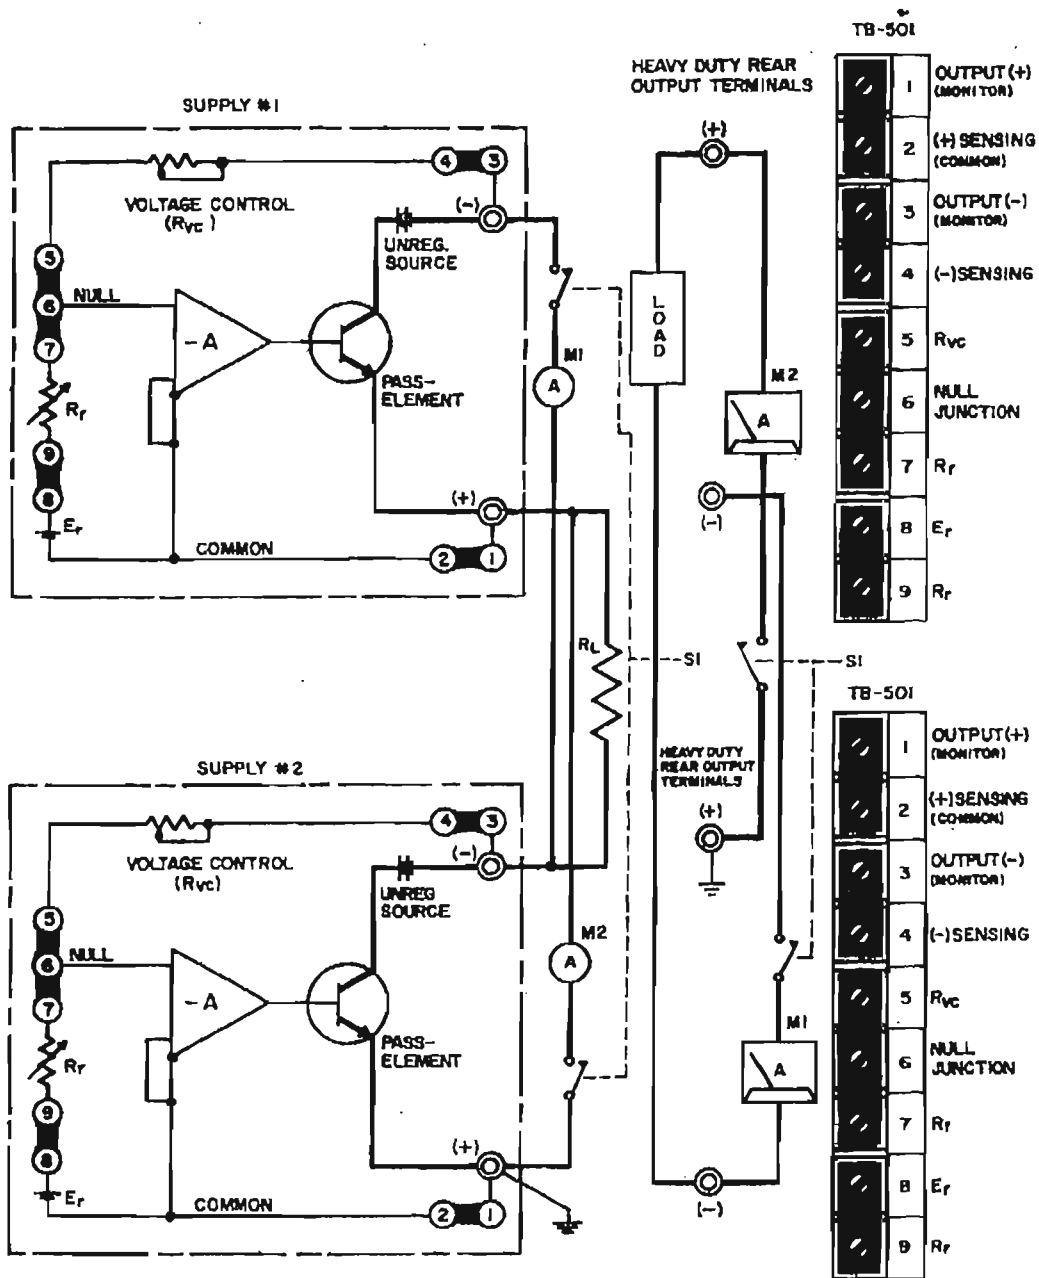 SUPPLY #1
4 3
VOLTAGE CONTROL
(RVC)
(-)
UNREG.
SOURCE
5
NULL
6
7
-A
PASS-
ELEMENT
Rr
9
8
Er
COMMON
(+)
2 1
M1
A
RL
S1
SUPPLY #2
4 3
VOLTAGE CONTROL
(RVC)
(-)
UNREG
SOURCE
5
NULL
6
7
-A
PASS-
ELEMENT
Rr
9
8
Er
COMMON
(+)
2 1
M2
A
HEAVY DUTY REAR
OUTPUT TERMINALS
(+)
LOAD
M2
A
(-)
S1
HEAVY DUTY
REAR OUTPUT
TERMINALS
(+)
M1
A
(-)
TB-501
1 OUTPUT (+)
(MONITOR)
2 (+) SENSING
(COMMON)
3 OUTPUT (-)
(MONITOR)
4 (-) SENSING
5 RVC
6 NULL
JUNCTION
7 Rr
8 Er
9 Rr
TB-501
1 OUTPUT (+)
(MONITOR)
2 (+) SENSING
(COMMON)
3 OUTPUT (-)
(MONITOR)
4 (-) SENSING
5 RVC
6 NULL
JUNCTION
7 Rr
8 Er
9 Rr